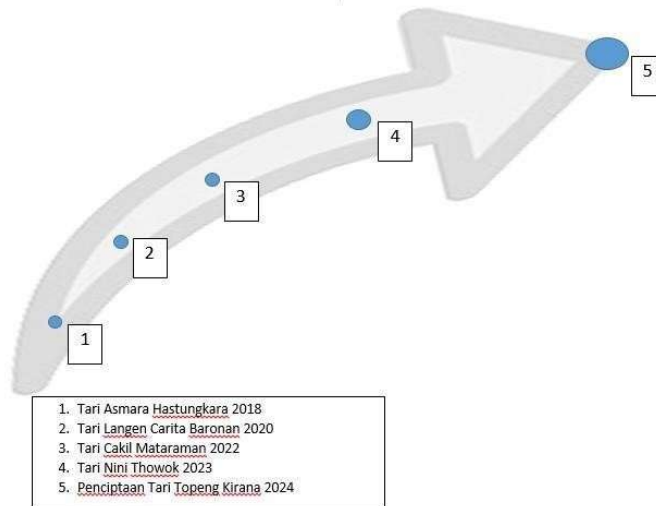 5
4
3
2
1
1. Tari Asmara Hastungkara 2018
2. Tari Langen Carita Baronan 2020
3. Tari Cakil Mataraman 2022
4. Tari Nini Thowok 2023
5. Penciptaan Tari Topeng Kirana 2024